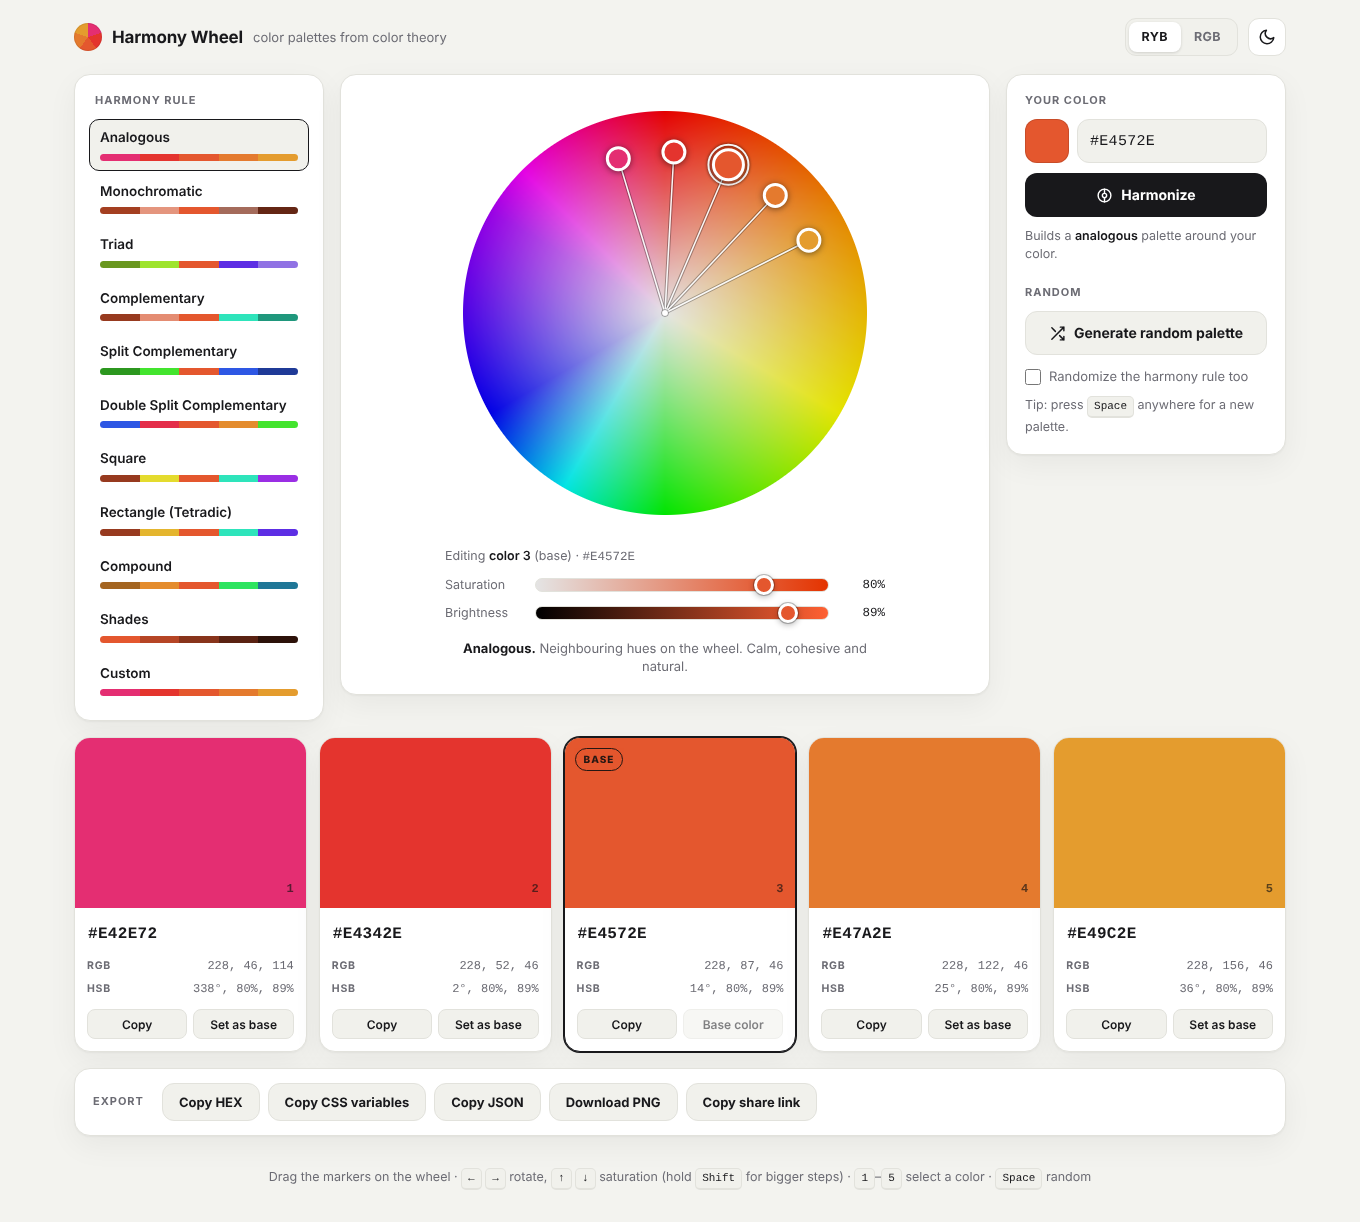 Harmony Wheel color palettes from color theory
RYB RGB
HARMONY RULE
Analogous
Monochromatic
Triad
Complementary
Split Complementary
Double Split Complementary
Square
Rectangle (Tetradic)
Compound
Shades
Custom
Editing color 3 (base) · #E4572E
Saturation 80%
Brightness 89%
Analogous. Neighbouring hues on the wheel. Calm, cohesive and
natural.
YOUR COLOR
#E4572E
Harmonize
Builds a analogous palette around your
color.
RANDOM
Generate random palette
Randomize the harmony rule too
Tip: press Space anywhere for a new
palette.
1
#E42E72
RGB 228, 46, 114
HSB 338°, 80%, 89%
Copy Set as base
2
#E4342E
RGB 228, 52, 46
HSB 2°, 80%, 89%
Copy Set as base
BASE
3
#E4572E
RGB 228, 87, 46
HSB 14°, 80%, 89%
Copy Base color
4
#E47A2E
RGB 228, 122, 46
HSB 25°, 80%, 89%
Copy Set as base
5
#E49C2E
RGB 228, 156, 46
HSB 36°, 80%, 89%
Copy Set as base
EXPORT Copy HEX Copy CSS variables Copy JSON Download PNG Copy share link
Drag the markers on the wheel · ← → rotate, ↑ ↓ saturation (hold Shift for bigger steps) · 1–5 select a color · Space random